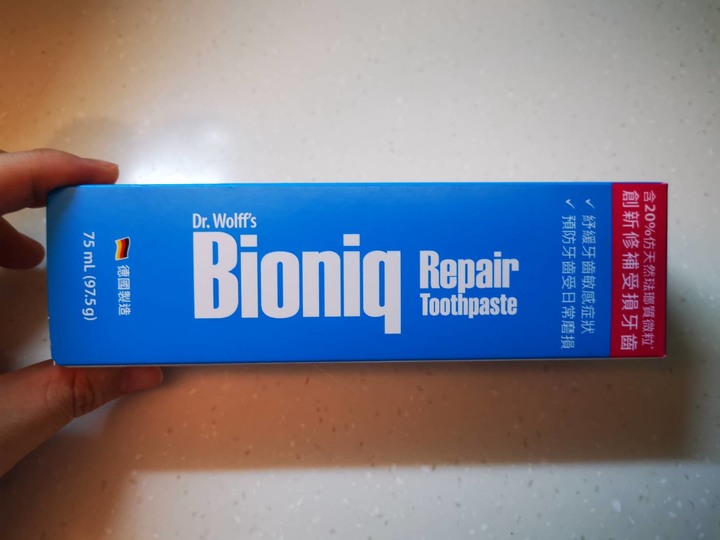 Dr. Wolff's
Bioniq
Repair
Toothpaste
含20%仿天然琺瑯質微粒*
創新修補受損牙齒
✓ 紓緩牙齒敏感症狀
✓ 預防牙齒受日常磨損
德國製造
75 mL (97.5g)